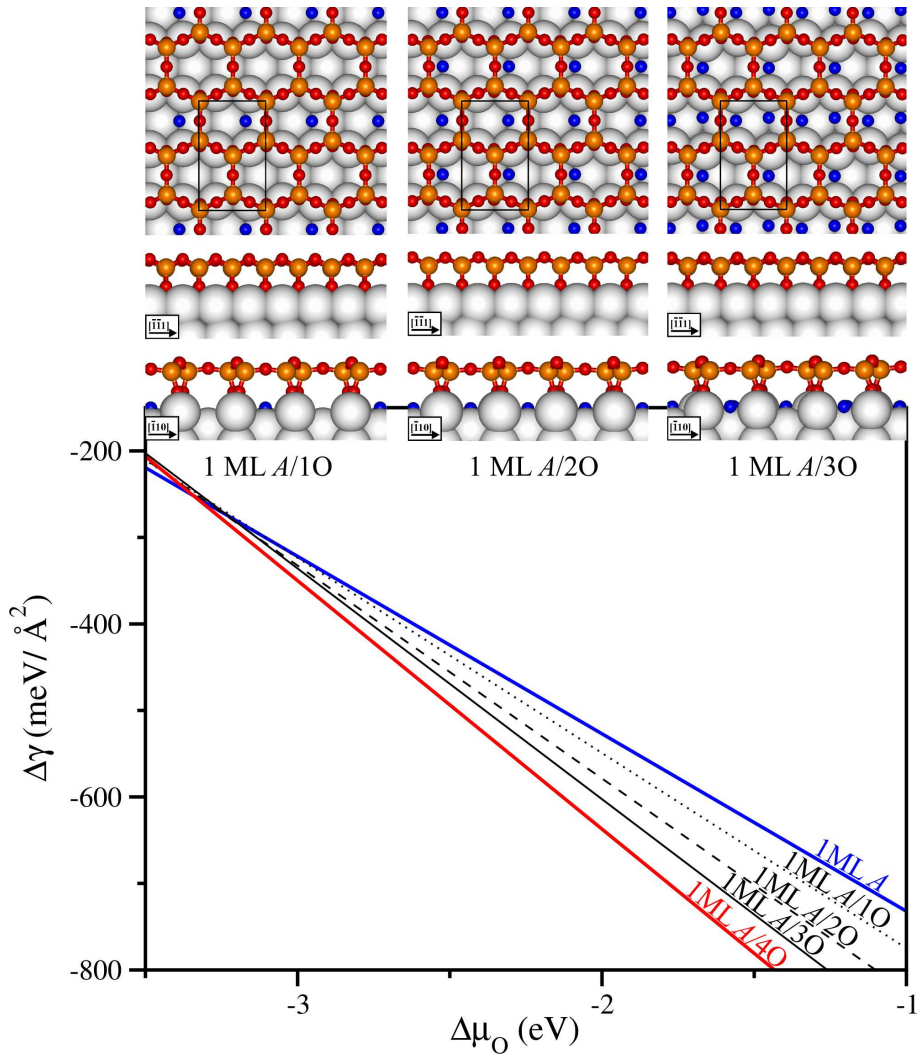 [1̅1̅1] [1̅1̅1] [1̅1̅1]
[1̅10] [1̅10] [1̅10]
1 ML A/1O 1 ML A/2O 1 ML A/3O
-200
-400
-600
-800
Δγ (meV/ Å²)
1ML A
1ML A/1O
1ML A/2O
1ML A/3O
1ML A/4O
-3 -2 -1
Δμ_O (eV)